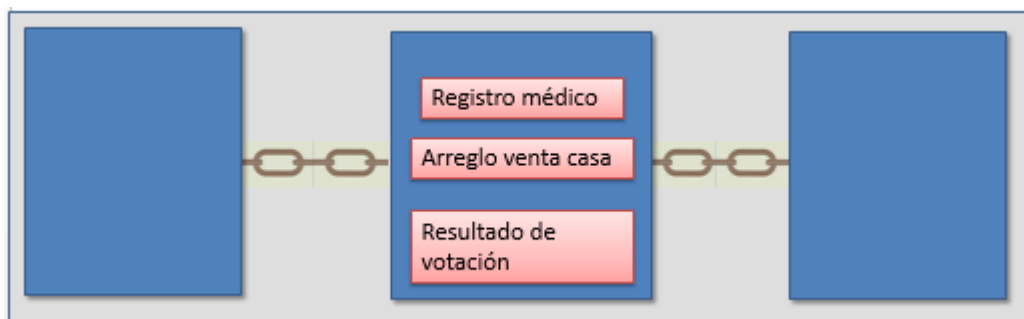 Registro médico
Arreglo venta casa
Resultado de
votación